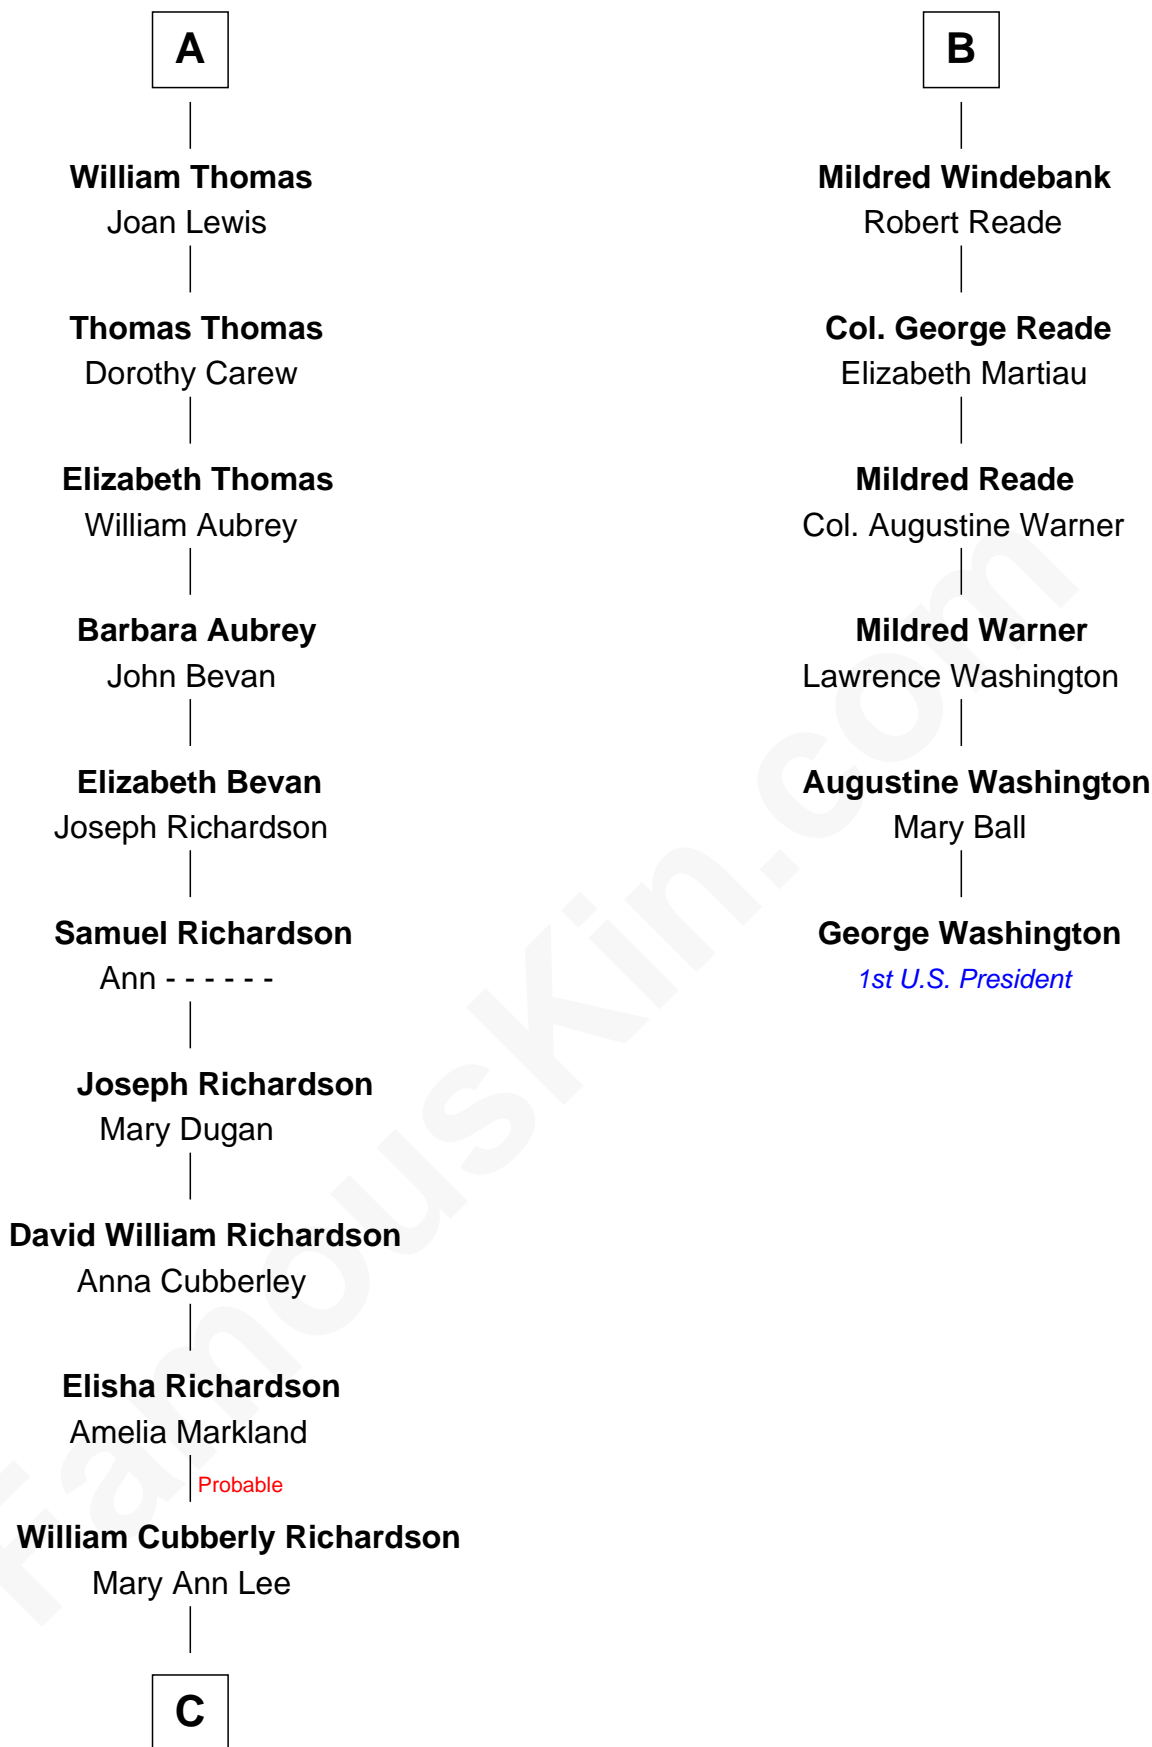 A
William Thomas
Joan Lewis
Thomas Thomas
Dorothy Carew
Elizabeth Thomas
William Aubrey
Barbara Aubrey
John Bevan
Elizabeth Bevan
Joseph Richardson
Samuel Richardson
Ann - - - - - -
Joseph Richardson
Mary Dugan
David William Richardson
Anna Cubberley
Elisha Richardson
Amelia Markland
Probable
William Cubberly Richardson
Mary Ann Lee
C
B
Mildred Windebank
Robert Reade
Col. George Reade
Elizabeth Martiau
Mildred Reade
Col. Augustine Warner
Mildred Warner
Lawrence Washington
Augustine Washington
Mary Ball
George Washington
1st U.S. President
FamousKin.com